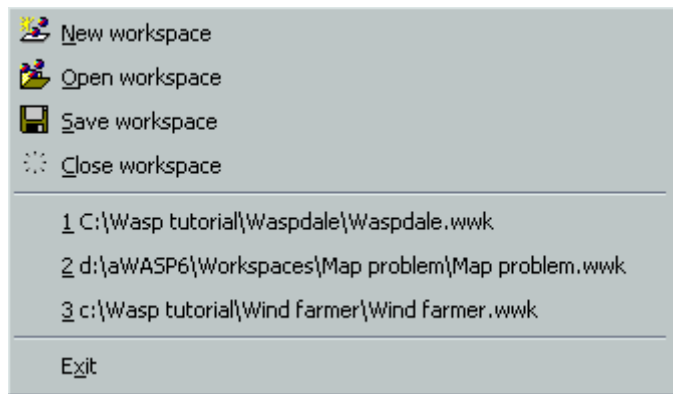 New workspace
Open workspace
Save workspace
Close workspace
1 C:\Wasp tutorial\Waspdale\Waspdale.wwk
2 d:\aWASP6\Workspaces\Map problem\Map problem.wwk
3 c:\Wasp tutorial\Wind farmer\Wind farmer.wwk
Exit